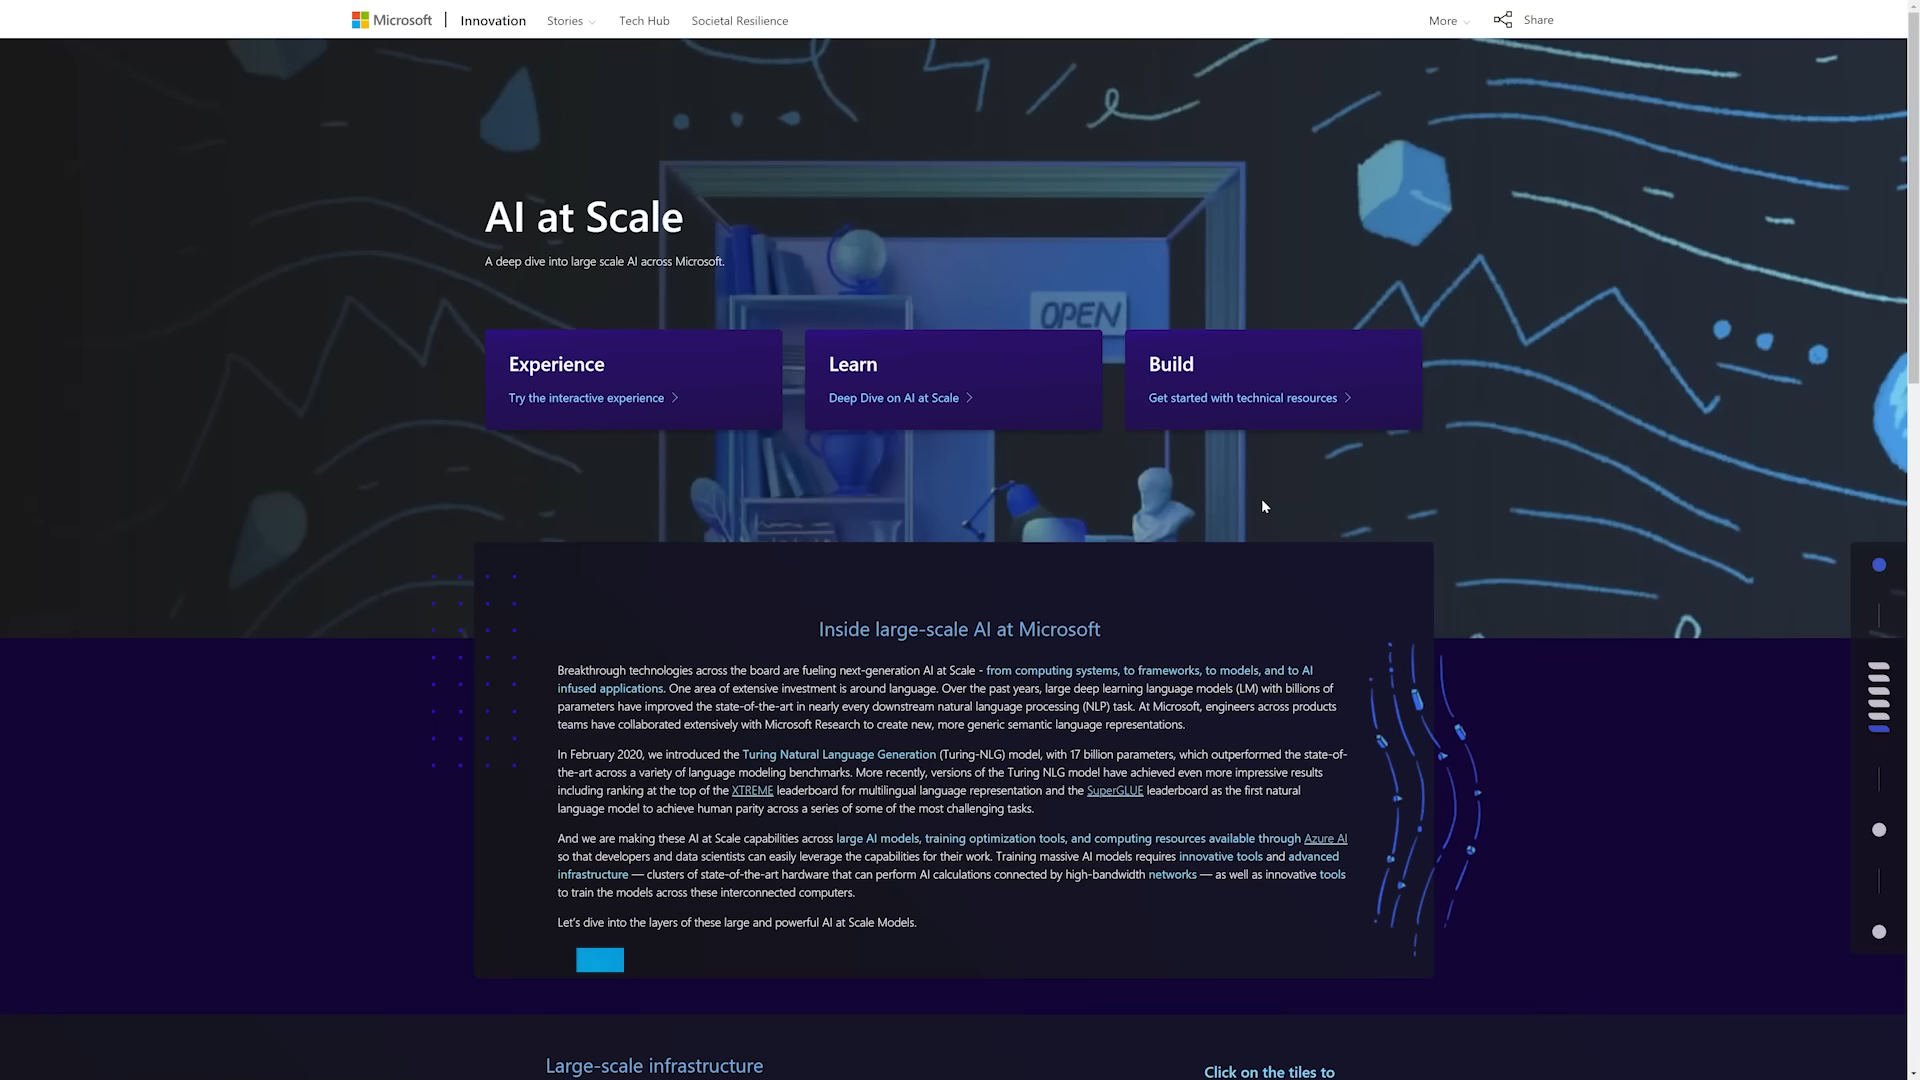 Microsoft
Innovation
Stories
Tech Hub
Societal Resilience
More
Share
AI at Scale
A deep dive into large scale AI across Microsoft.
OPEN
Experience
Try the interactive experience
Learn
Deep Dive on AI at Scale
Build
Get started with technical resources
Inside large-scale AI at Microsoft
Breakthrough technologies across the board are fueling next-generation AI at Scale - from computing systems, to frameworks, to models, and to AI
infused applications. One area of extensive investment is around language. Over the past years, large deep learning language models (LM) with billions of
parameters have improved the state-of-the-art in nearly every downstream natural language processing (NLP) task. At Microsoft, engineers across products
teams have collaborated extensively with Microsoft Research to create new, more generic semantic language representations.
In February 2020, we introduced the Turing Natural Language Generation (Turing-NLG) model, with 17 billion parameters, which outperformed the state-of-
the-art across a variety of language modeling benchmarks. More recently, versions of the Turing NLG model have achieved even more impressive results
including ranking at the top of the XTREME leaderboard for multilingual language representation and the SuperGLUE leaderboard as the first natural
language model to achieve human parity across a series of some of the most challenging tasks.
And we are making these AI at Scale capabilities across large AI models, training optimization tools, and computing resources available through Azure AI
so that developers and data scientists can easily leverage the capabilities for their work. Training massive AI models requires innovative tools and advanced
infrastructure — clusters of state-of-the-art hardware that can perform AI calculations connected by high-bandwidth networks — as well as innovative tools
to train the models across these interconnected computers.
Let's dive into the layers of these large and powerful AI at Scale Models.
Large-scale infrastructure
Click on the tiles to